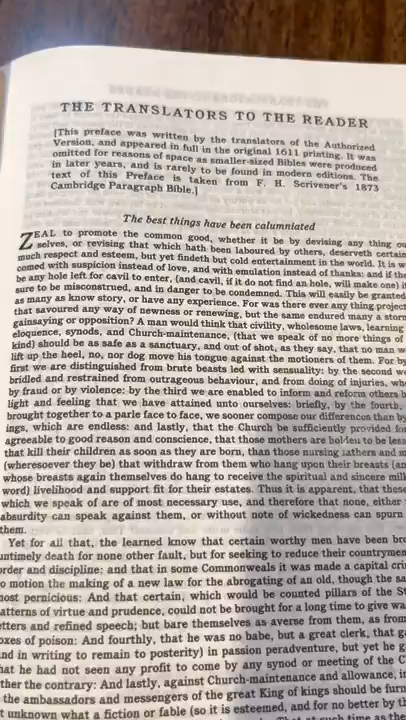 THE TRANSLATORS TO THE READER
[This preface was written by the translators of the Authorized
Version, and appeared in full in the original 1611 printing. It was
omitted for reasons of space as smaller-sized Bibles were produced
in later years, and is rarely to be found in modern editions. The
text of this Preface is taken from F. H. Scrivener's 1873
Cambridge Paragraph Bible.]
The best things have been calumniated
ZEAL to promote the common good, whether it be by devising any thing
selves, or revising that which hath been laboured by others, deserveth certain
much respect and esteem, but yet findeth but cold entertainment in the world. It is
comed with suspicion instead of love, and with emulation instead of thanks: and if the
be any hole left for cavil to enter, (and cavil, if it do not find an hole, will make one)
sure to be misconstrued, and in danger to be condemned. This will easily be granted
as many as know story, or have any experience. For was there ever any thing project
that savoured any way of newness or renewing, but the same endured many a storm
gainsaying or opposition? A man would think that civility, wholesome laws, learning
eloquence, synods, and Church-maintenance, (that we speak of no more things of
kind) should be as safe as a sanctuary, and out of shot, as they say, that no man
lift up the heel, no, nor dog move his tongue against the motioners of them. For by
first we are distinguished from brute beasts led with sensuality: by the second
bridled and restrained from outrageous behaviour, and from doing of injuries,
by fraud or by violence: by the third we are enabled to inform and reform others
light and feeling that we have attained unto ourselves: briefly, by the fourth,
brought together to a parle face to face, we sooner compose our differences than by
ings, which are endless: and lastly, that the Church be sufficiently provided for
agreeable to good reason and conscience, that those mothers are holden to be less
that kill their children as soon as they are born, than those nursing fathers and
(wheresoever they be) that withdraw from them who hang upon their breasts
whose breasts again themselves do hang to receive the spiritual and sincere
word) livelihood and support fit for their estates. Thus it is apparent, that these
which we speak of are of most necessary use, and therefore that none, either
absurdity can speak against them, or without note of wickedness can spurn
them.
Yet for all that, the learned know that certain worthy men have been
untimely death for none other fault, but for seeking to reduce their countrymen
order and discipline: and that in some Commonweals it was made a capital
o motion the making of a new law for the abrogating of an old, though the
most pernicious: And that certain, which would be counted pillars of the
atterns of virtue and prudence, could not be brought for a long time to give
etters and refined speech; but bare themselves as averse from them, as from
oxes of poison: And fourthly, that he was no babe, but a great clerk, that
nd in writing to remain to posterity) in passion peradventure, but yet he
hat he had not seen any profit to come by any synod or meeting of the
ther the contrary: And lastly, against Church-maintenance and allowance,
the ambassadors and messengers of the great King of kings should be furn
t unknown what a fiction or fable (so it is esteemed, and for no better by